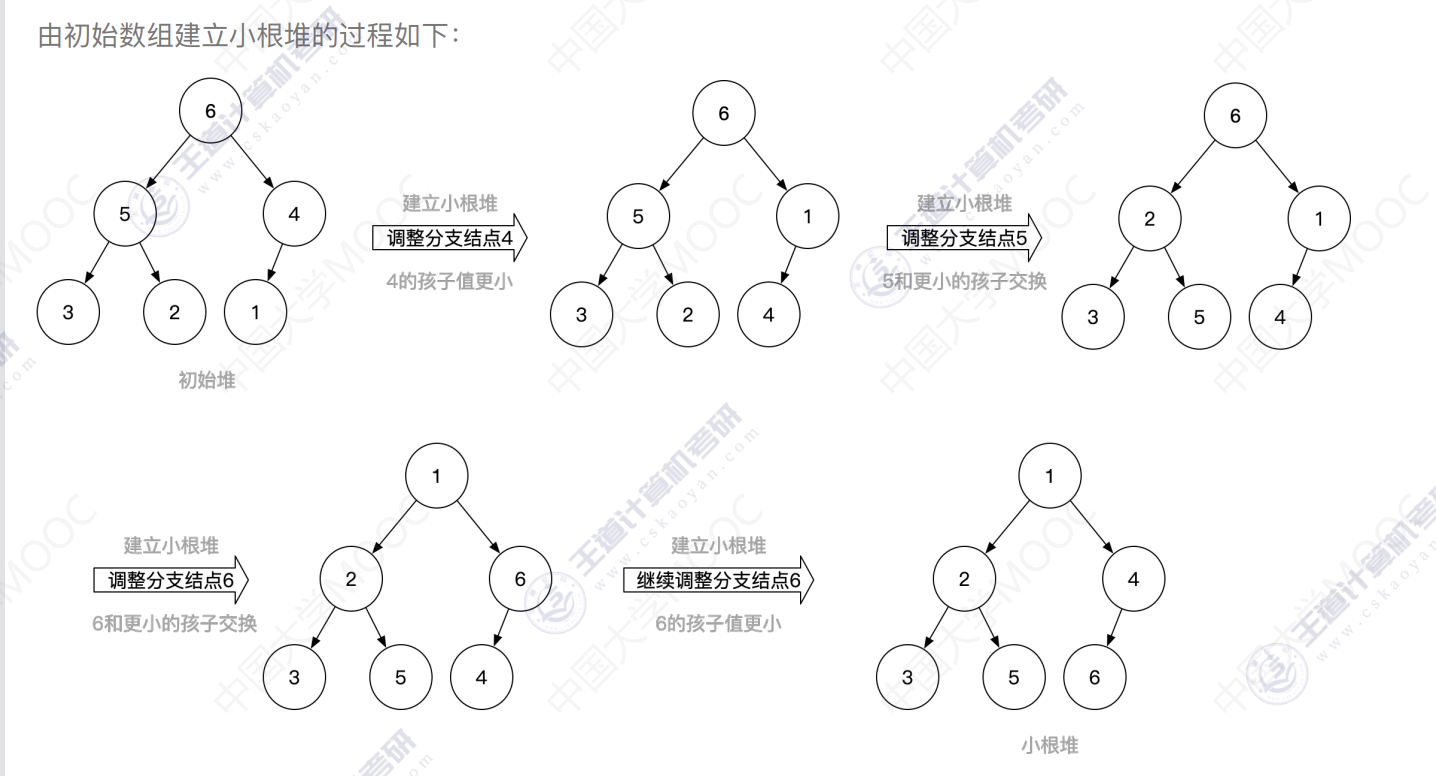 由初始数组建立小根堆的过程如下：
6
5
4
3
2
1
初始堆
建立小根堆
调整分支结点4
4的孩子值更小
6
5
1
3
2
4
建立小根堆
调整分支结点5
5和更小的孩子交换
6
2
1
3
5
4
建立小根堆
调整分支结点6
6和更小的孩子交换
1
2
6
3
5
4
建立小根堆
继续调整分支结点6
6的孩子值更小
1
2
4
3
5
6
小根堆
中国大学MOOC
王道计算机考研
www.cskaoyan.com